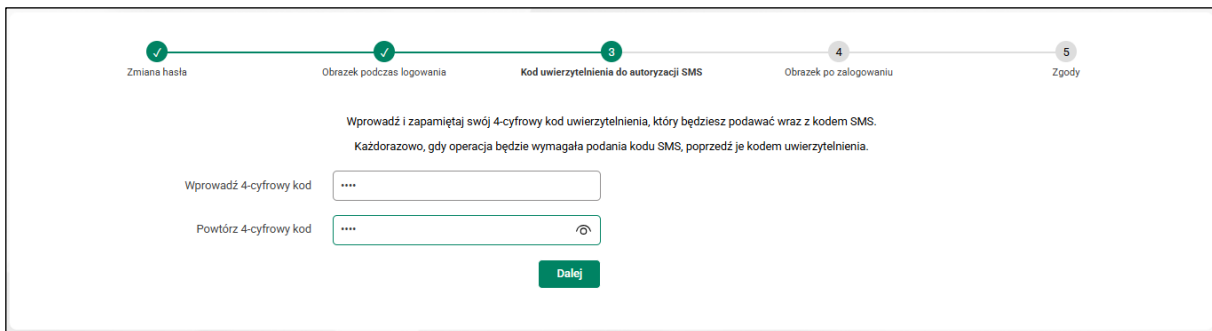 3 4 5
Zmiana hasła Obrazek podczas logowania Kod uwierzytelnienia do autoryzacji SMS Obrazek po zalogowaniu Zgody
Wprowadź i zapamiętaj swój 4-cyfrowy kod uwierzytelnienia, który będziesz podawać wraz z kodem SMS.
Każdorazowo, gdy operacja będzie wymagała podania kodu SMS, poprzedź je kodem uwierzytelnienia.
Wprowadź 4-cyfrowy kod ••••
Powtórz 4-cyfrowy kod ••••
Dalej